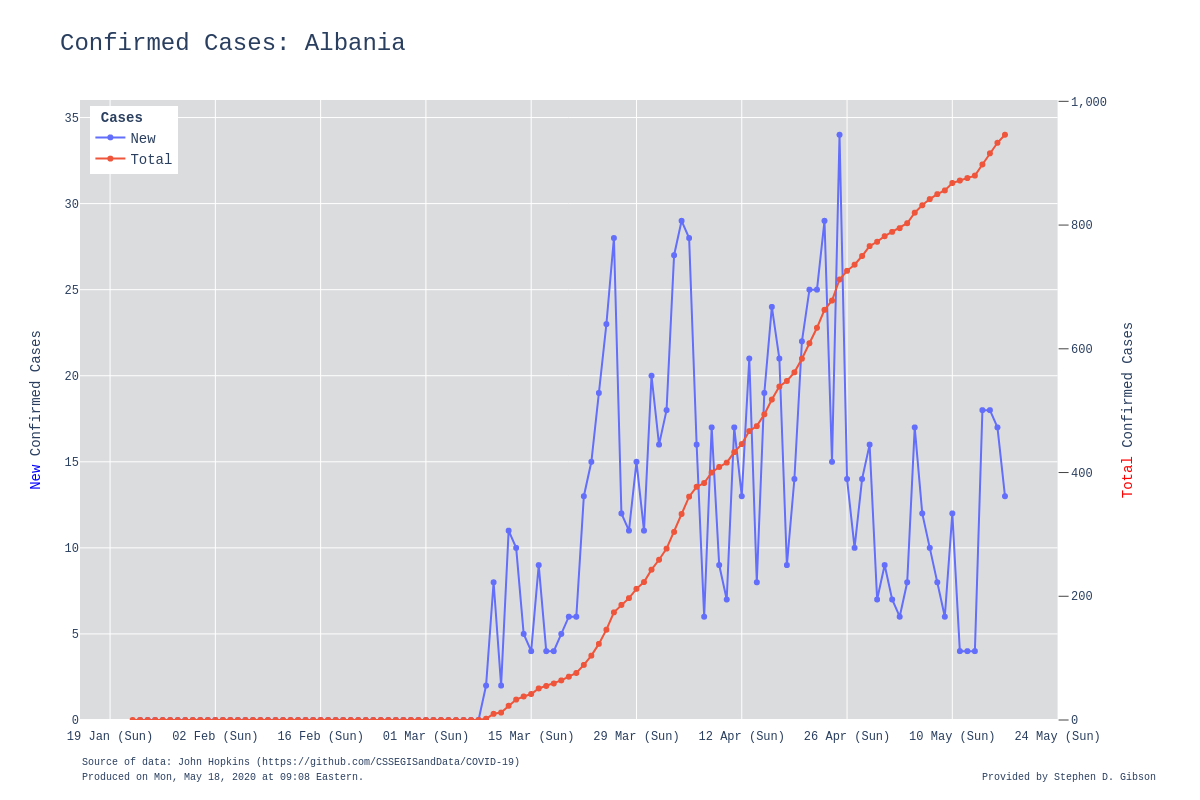 Confirmed Cases: Albania
Cases
New
Total
35
30
25
20
15
10
5
0
New Confirmed Cases
1,000
800
600
400
200
0
Total Confirmed Cases
19 Jan (Sun) 02 Feb (Sun) 16 Feb (Sun) 01 Mar (Sun) 15 Mar (Sun) 29 Mar (Sun) 12 Apr (Sun) 26 Apr (Sun) 10 May (Sun) 24 May (Sun)
Source of data: John Hopkins (https://github.com/CSSEGISandData/COVID-19)
Produced on Mon, May 18, 2020 at 09:08 Eastern.
Provided by Stephen D. Gibson